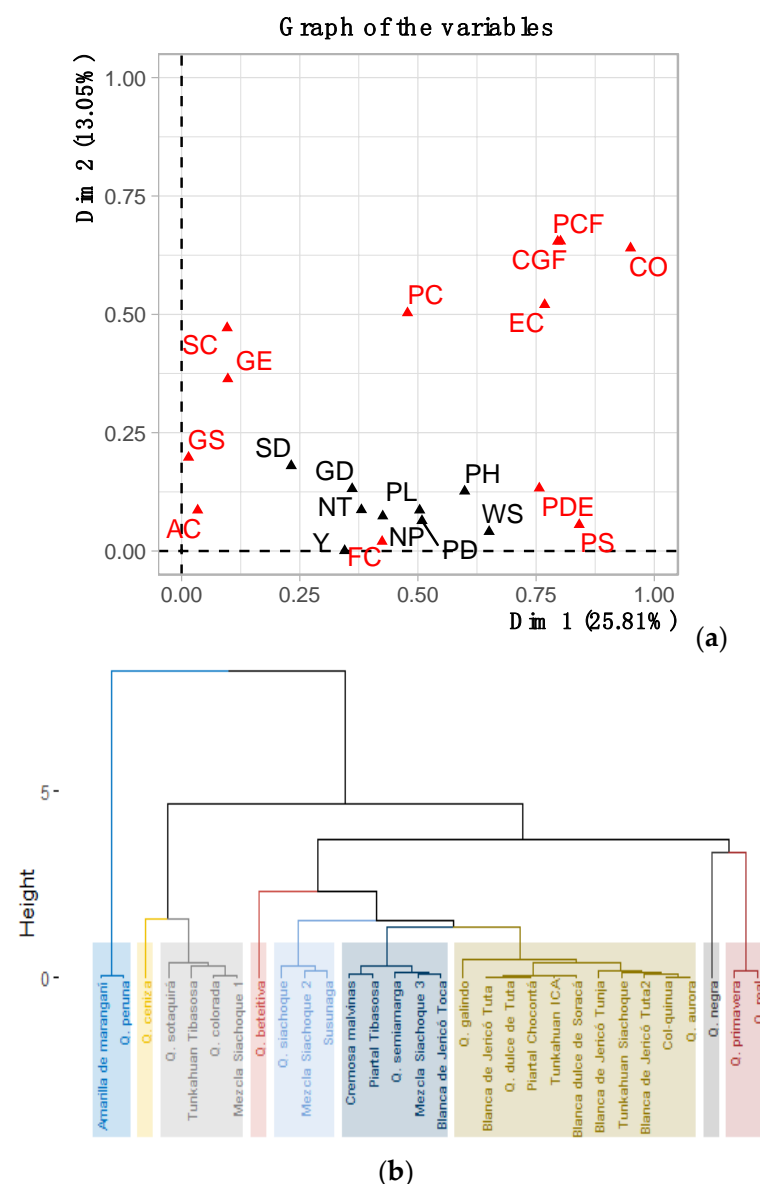 Graph of the variables
Dim 2 (13.05%)
1.00
0.75
0.50
0.25
0.00
PCF
CGF
CO
PC
EC
SC
GE
GS
SD
GD
PL
PH
NT
WS
PDE
AC
Y
FC
NP
PD
PS
0.00 0.25 0.50 0.75 1.00
Dim 1 (25.81%)
(a)
Height
5
0
Amarilla de marangani
Q. peruna
Q. ceniza
Q. sotaquirá
Tunkahuan Tibasosa
Q. colorada
Mezcla Siachoque 1
Q. beteitiva
Q. siachoque
Mezcla Siachoque 2
Susunaga
Cremosa malvinas
Piartal Tibasosa
Q. semiamarga
Mezcla Siachoque 3
Blanca de Jericó Toca
Q. galindo
Blanca de Jericó Tuta
Q. dulce de Tuta
Piartal Chocontá
Tunkahuan ICA
Blanca dulce de Soracá
Blanca de Jericó Tunja
Tunkahuan Siachoque
Blanca de Jericó Tuta2
Col-quinua
Q. aurora
Q. negra
Q. primavera
(b)